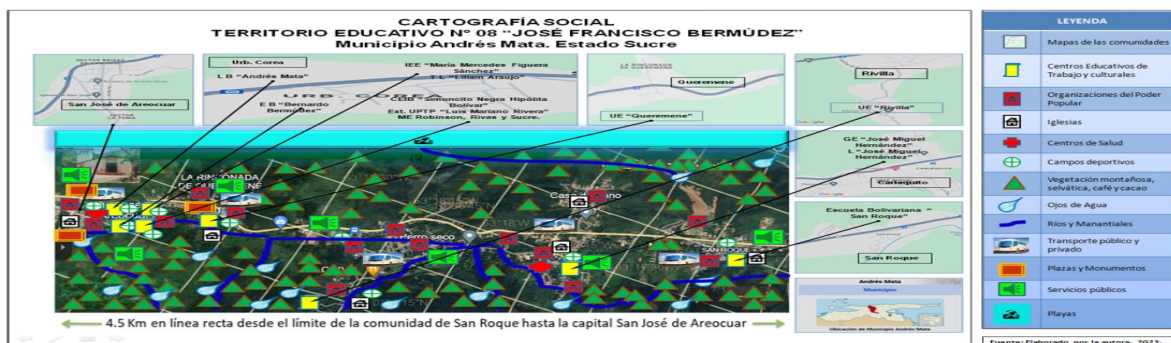 CARTOGRAFÍA SOCIAL
TERRITORIO EDUCATIVO N° 08 "JOSÉ FRANCISCO BERMÚDEZ"
Municipio Andrés Mata. Estado Sucre
San José de Areocuar
Urb. Corea
L B "Andrés Mata"
E B "Bernardo Bermúdez"
IEE "María Mercedes Figuera Sánchez"
T L "Liliam Araujo"
URB COREA
CEIB "Simoncito Negra Hipólita Bolívar"
Ext. UPTP "Luis Mariano Rivera"
ME Robinson, Rivas y Sucre.
Queremene
UE "Queremene"
Rivilla
UE "Rivilla"
GE "José Miguel Hernández"
L "José Miguel Hernández"
Cariaquito
Escuela Bolivariana "San Roque"
San Roque
Andrés Mata
Municipio
Ubicación de Municipio Andrés Mata
LA RINCONADA
SAN ROQUE
4.5 Km en línea recta desde el límite de la comunidad de San Roque hasta la capital San José de Areocuar
LEYENDA
Mapas de las comunidades
Centros Educativos de Trabajo y culturales
Organizaciones del Poder Popular
Iglesias
Centros de Salud
Campos deportivos
Vegetación montañosa, selvática, café y cacao
Ojos de Agua
Ríos y Manantiales
Transporte público y privado
Plazas y Monumentos
Servicios públicos
Playas
Fuente: Elaborado por la autora. 2023.